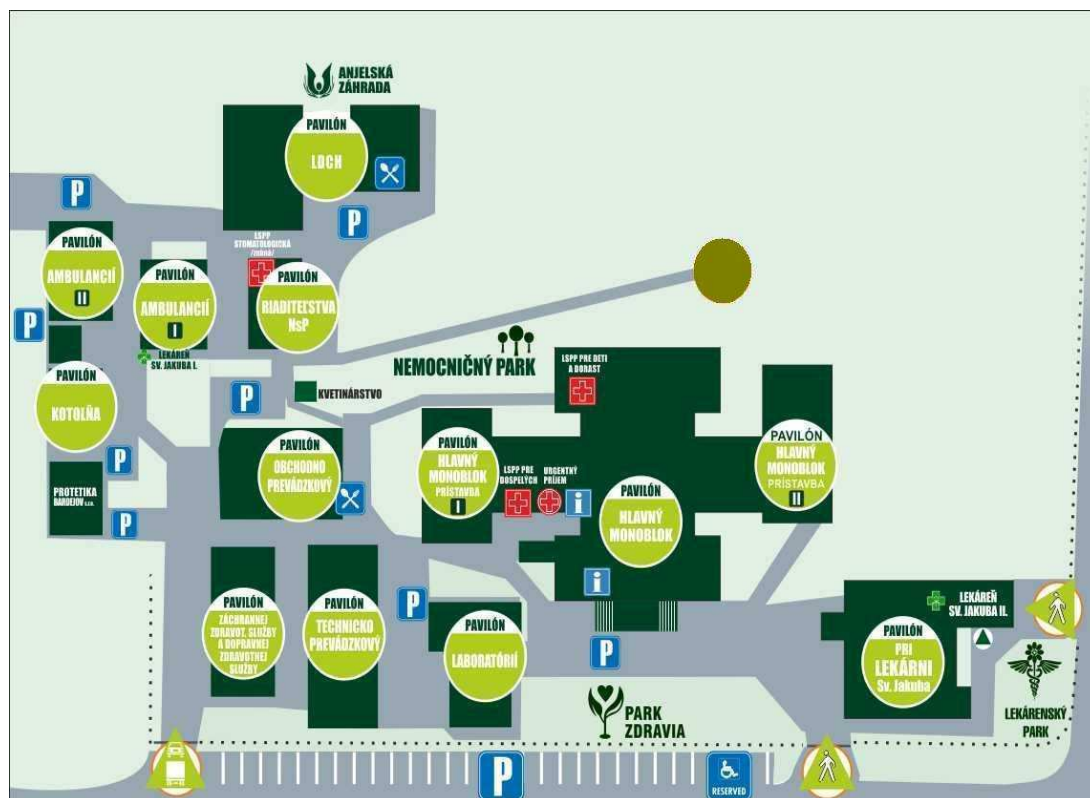 ANJELSKÁ
ZÁHRADA
PAVILÓN
LOCH
P
P
LSPP
STOMATOLOGICKÁ
PAVILÓN
AMBULANCIÍ
II
PAVILÓN
AMBULANCIÍ
I
PAVILÓN
RIADITEĽSTVA
NsP
P
LEKÁREŇ
SV. JAKUBA I.
NEMOCNIČNÝ PARK
LSPP PRE DETI
A DORAST
PAVILÓN
KOTOLŇA
P
KVETINÁRSTVO
PAVILÓN
OBCHODNO
PREVÁDZKOVÝ
PAVILÓN
HLAVNÝ
MONOBLOK
PRÍSTAVBA
I
LSPP PRE
DOSPELÝCH
URGENTNÝ
PRÍJEM
i
PAVILÓN
HLAVNÝ
MONOBLOK
PAVILÓN
HLAVNÝ
MONOBLOK
PRÍSTAVBA
II
P
PROTETIKA
BARDEJOV s.r.o.
P
i
PAVILÓN
ZÁCHRANNEJ
ZDRAVOT. SLUŽBY
A DOPRAVNEJ
ZDRAVOTNEJ
SLUŽBY
PAVILÓN
TECHNICKO
PREVÁDZKOVÝ
P
PAVILÓN
LABORATÓRIÍ
P
PAVILÓN
PRI
LEKÁRNI
Sv. Jakuba
LEKÁREŇ
SV. JAKUBA II.
LEKÁRENSKÝ
PARK
PARK
ZDRAVIA
P
RESERVED